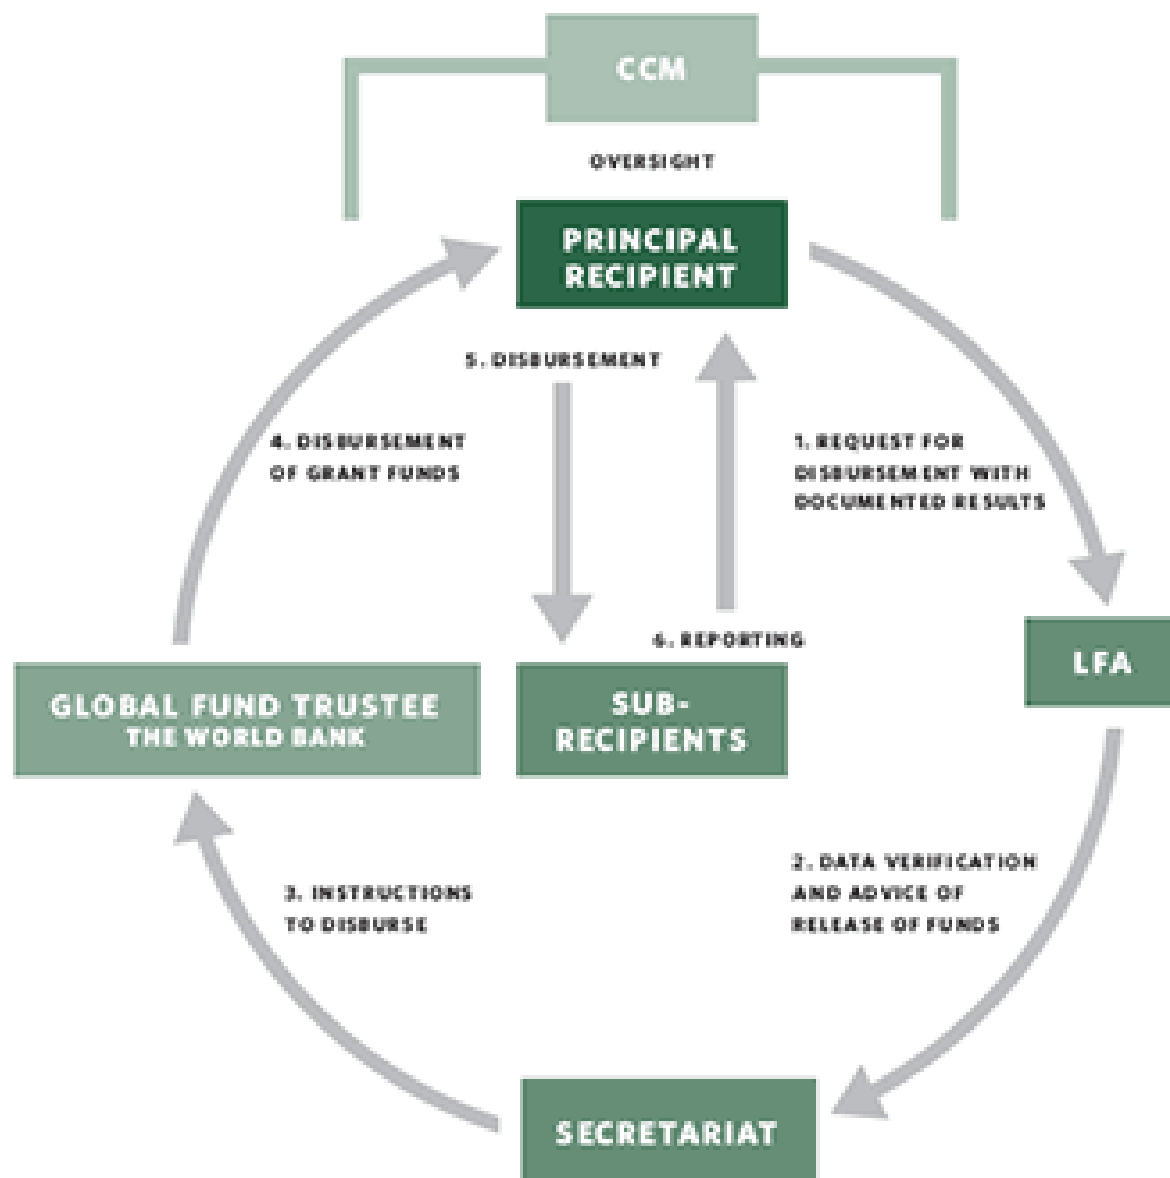 CCM
OVERSIGHT
PRINCIPAL
RECIPIENT
5. DISBURSEMENT
4. DISBURSEMENT
OF GRANT FUNDS
1. REQUEST FOR
DISBURSEMENT WITH
DOCUMENTED RESULTS
6. REPORTING
LFA
GLOBAL FUND TRUSTEE
THE WORLD BANK
SUB-
RECIPIENTS
2. DATA VERIFICATION
AND ADVICE OF
RELEASE OF FUNDS
3. INSTRUCTIONS
TO DISBURSE
SECRETARIAT